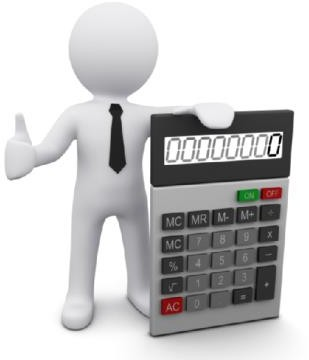 00000000
ON OFF
MC MR M- M+ ÷
MC 7 8 9 x
% 4 5 6 −
√ 1 2 3 +
AC 0 . =